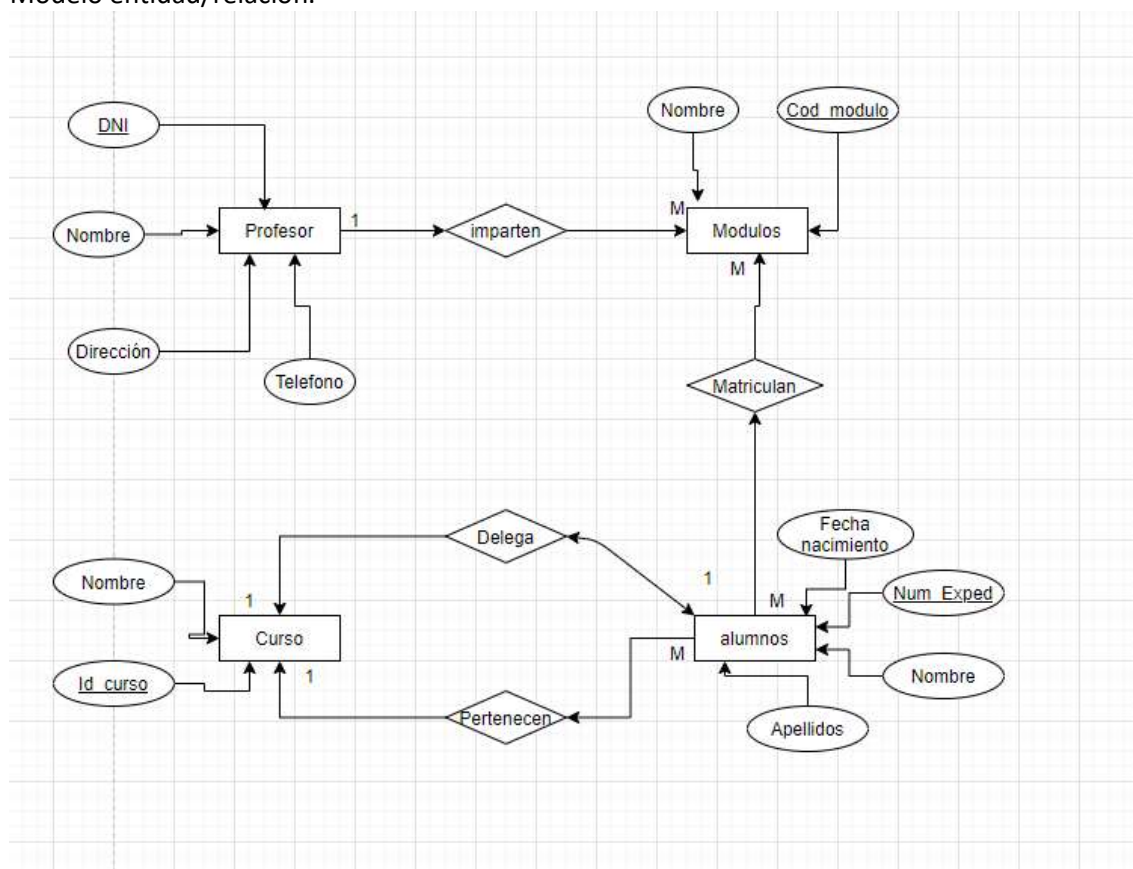 Modelo entidad/relación:
Nombre
Cod_modulo
DNI
M
1
Nombre
Profesor
imparten
Modulos
M
Dirección
Telefono
Matriculan
Fecha
nacimiento
Delega
Nombre
1
Num_Exped
1
M
Curso
alumnos
M
1
Id_curso
Nombre
Pertenecen
Apellidos